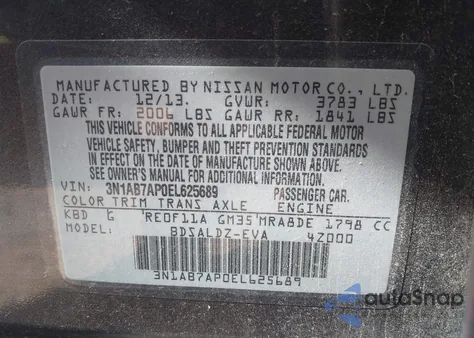 MANUFACTURED BY NISSAN MOTOR CO., LTD.
DATE: 12/13. GVWR: 3783 LBS
GAWR FR: 2006 LBS GAWR RR: 1841 LBS
THIS VEHICLE CONFORMS TO ALL APPLICABLE FEDERAL MOTOR
VEHICLE SAFETY, BUMPER AND THEFT PREVENTION STANDARDS
IN EFFECT ON THE DATE OF MANUFACTURE SHOWN ABOVE.
SEE OWNER'S MANUAL FOR ADDITIONAL INFORMATION.
VIN: 3N1AB7AP0EL625689 PASSENGER CAR.
COLOR TRIM TRANS AXLE ENGINE
KBD G RE0F11A GM35 MRA8DE 1798 CC
BDSALDZ-EVA 4Z000
3N1AB7AP0EL625689
autoSnap